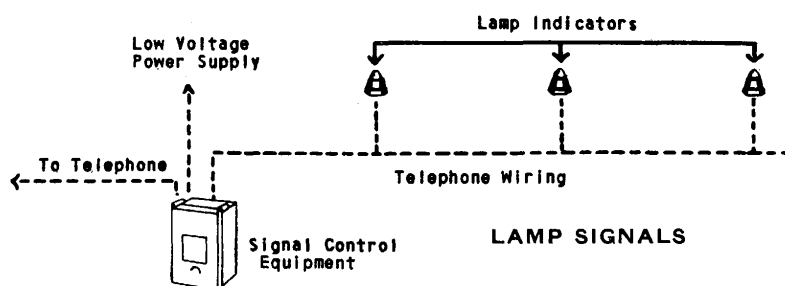 Lamp Indicators
Low Voltage
Power Supply
To Telephone
Telephone Wiring
Signal Control
Equipment
LAMP SIGNALS